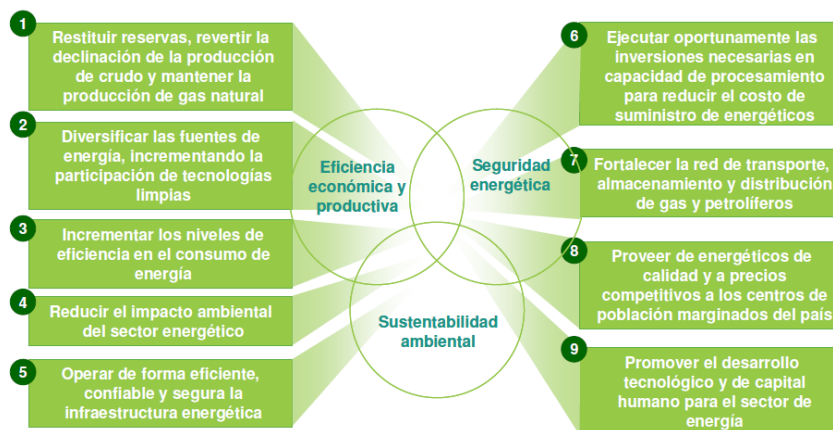 1
Restituir reservas, revertir la
declinación de la producción
de crudo y mantener la
producción de gas natural
2
Diversificar las fuentes de
energía, incrementando la
participación de tecnologías
limpias
3
Incrementar los niveles de
eficiencia en el consumo de
energía
4
Reducir el impacto ambiental
del sector energético
5
Operar de forma eficiente,
confiable y segura la
infraestructura energética
Eficiencia
económica y
productiva
Seguridad
energética
Sustentabilidad
ambiental
6
Ejecutar oportunamente las
inversiones necesarias en
capacidad de procesamiento
para reducir el costo de
suministro de energéticos
7
Fortalecer la red de transporte,
almacenamiento y distribución
de gas y petrolíferos
8
Proveer de energéticos de
calidad y a precios
competitivos a los centros de
población marginados del país
9
Promover el desarrollo
tecnológico y de capital
humano para el sector de
energía